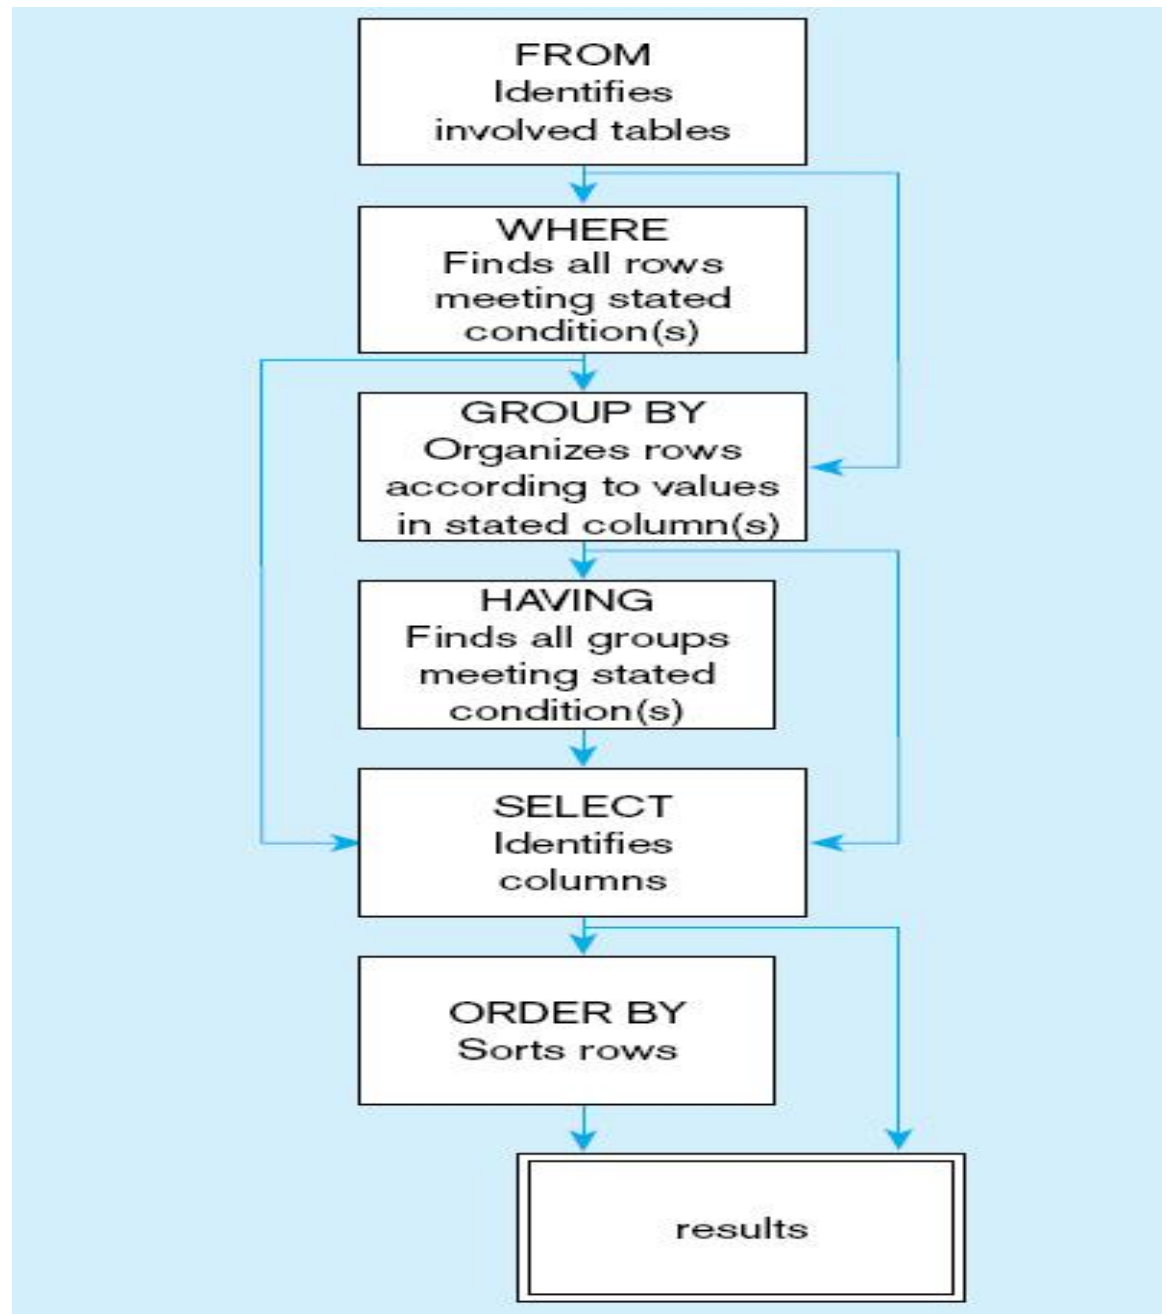 FROM
Identifies
involved tables
WHERE
Finds all rows
meeting stated
condition(s)
GROUP BY
Organizes rows
according to values
in stated column(s)
HAVING
Finds all groups
meeting stated
condition(s)
SELECT
Identifies
columns
ORDER BY
Sorts rows
results